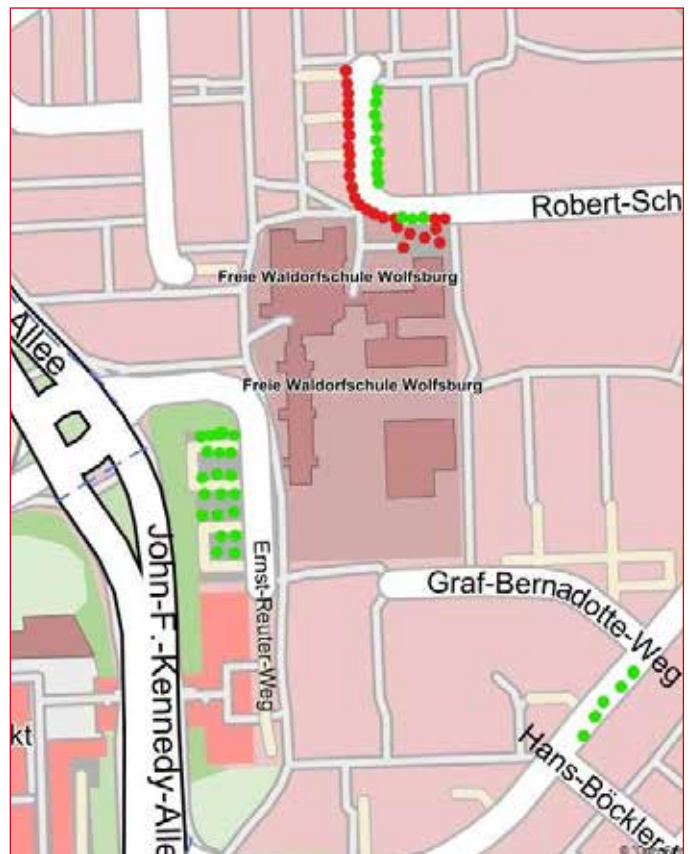 Robert-Sch
Freie Waldorfschule Wolfsburg
Allee
Freie Waldorfschule Wolfsburg
John-F.-Kennedy-Alle
Ernst-Reuter-Weg
Graf-Bernadotte-Weg
kt
Hans-Böckler-